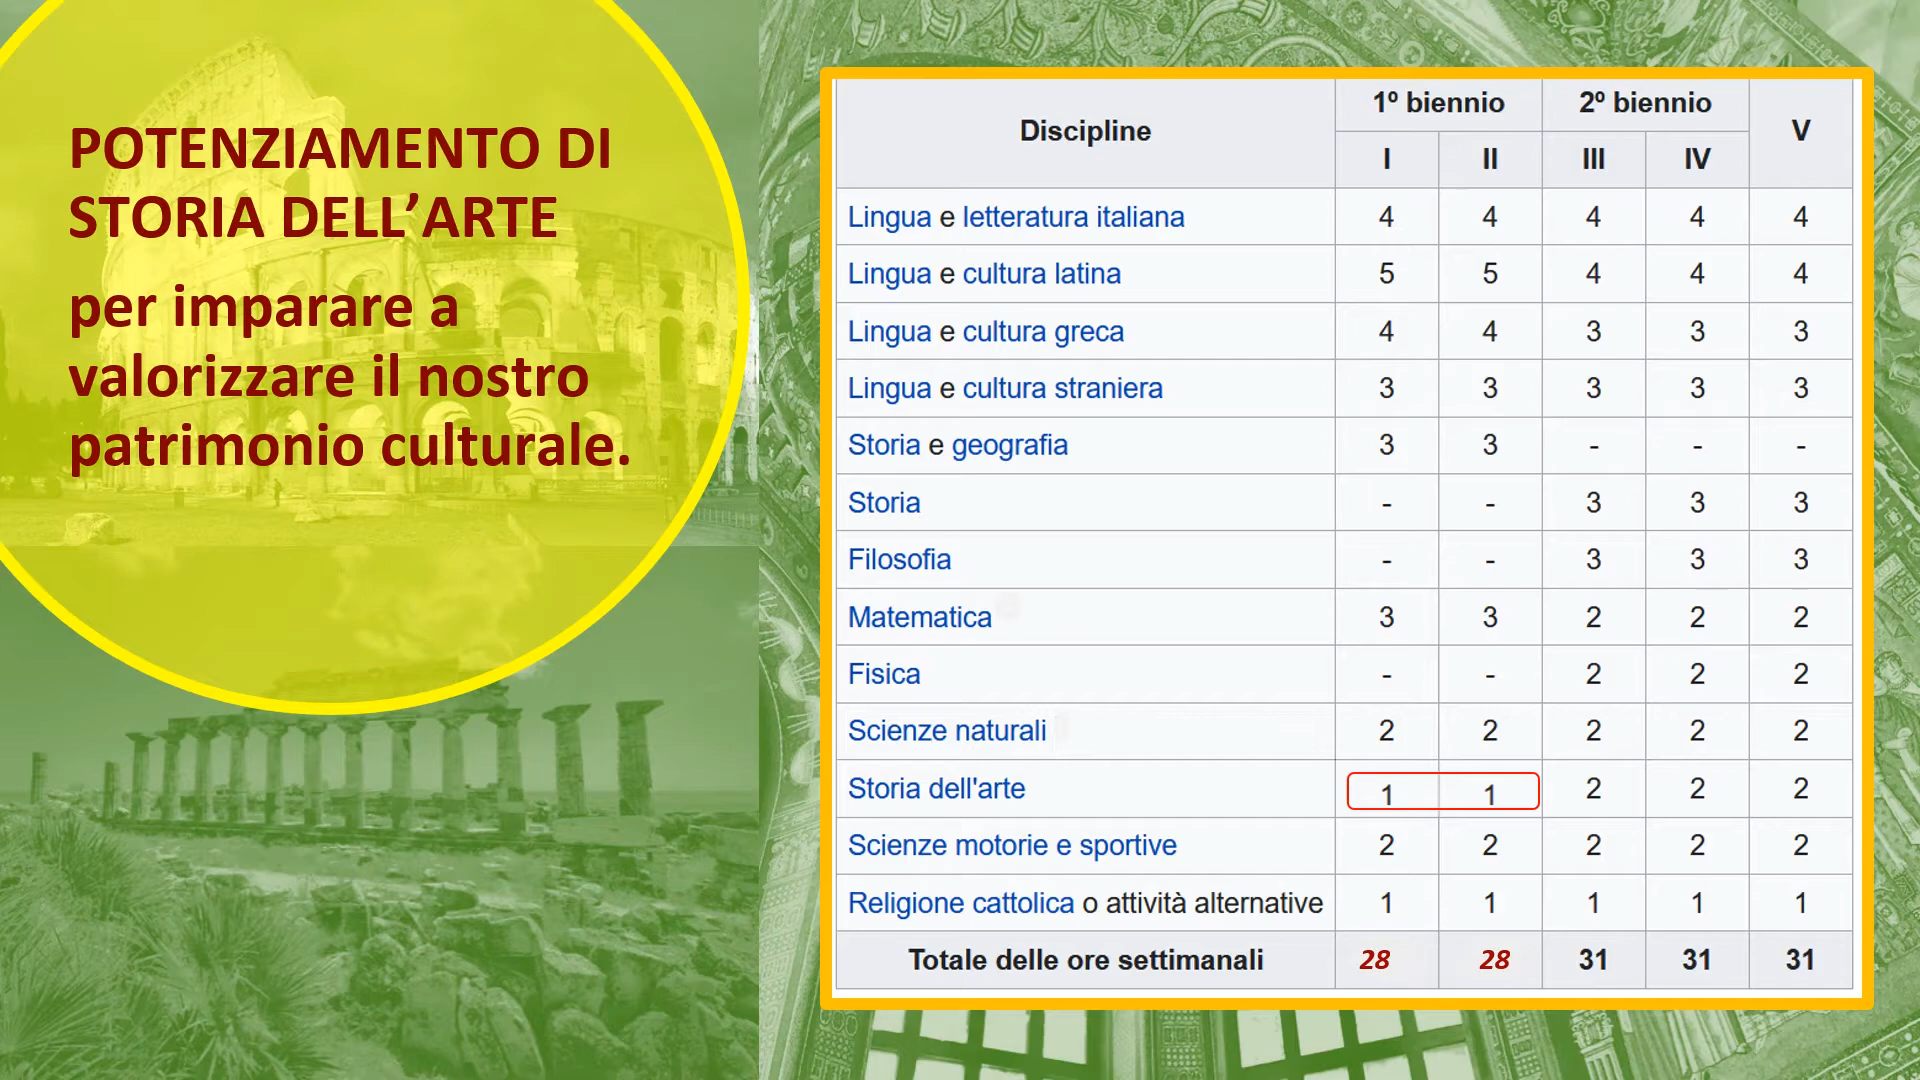 POTENZIAMENTO DI
STORIA DELL’ARTE
per imparare a
valorizzare il nostro
patrimonio culturale.
Discipline 1º biennio 2º biennio V
I II III IV
Lingua e letteratura italiana 4 4 4 4 4
Lingua e cultura latina 5 5 4 4 4
Lingua e cultura greca 4 4 3 3 3
Lingua e cultura straniera 3 3 3 3 3
Storia e geografia 3 3 - - -
Storia - - 3 3 3
Filosofia - - 3 3 3
Matematica 3 3 2 2 2
Fisica - - 2 2 2
Scienze naturali 2 2 2 2 2
Storia dell'arte 1 1 2 2 2
Scienze motorie e sportive 2 2 2 2 2
Religione cattolica o attività alternative 1 1 1 1 1
Totale delle ore settimanali 28 28 31 31 31